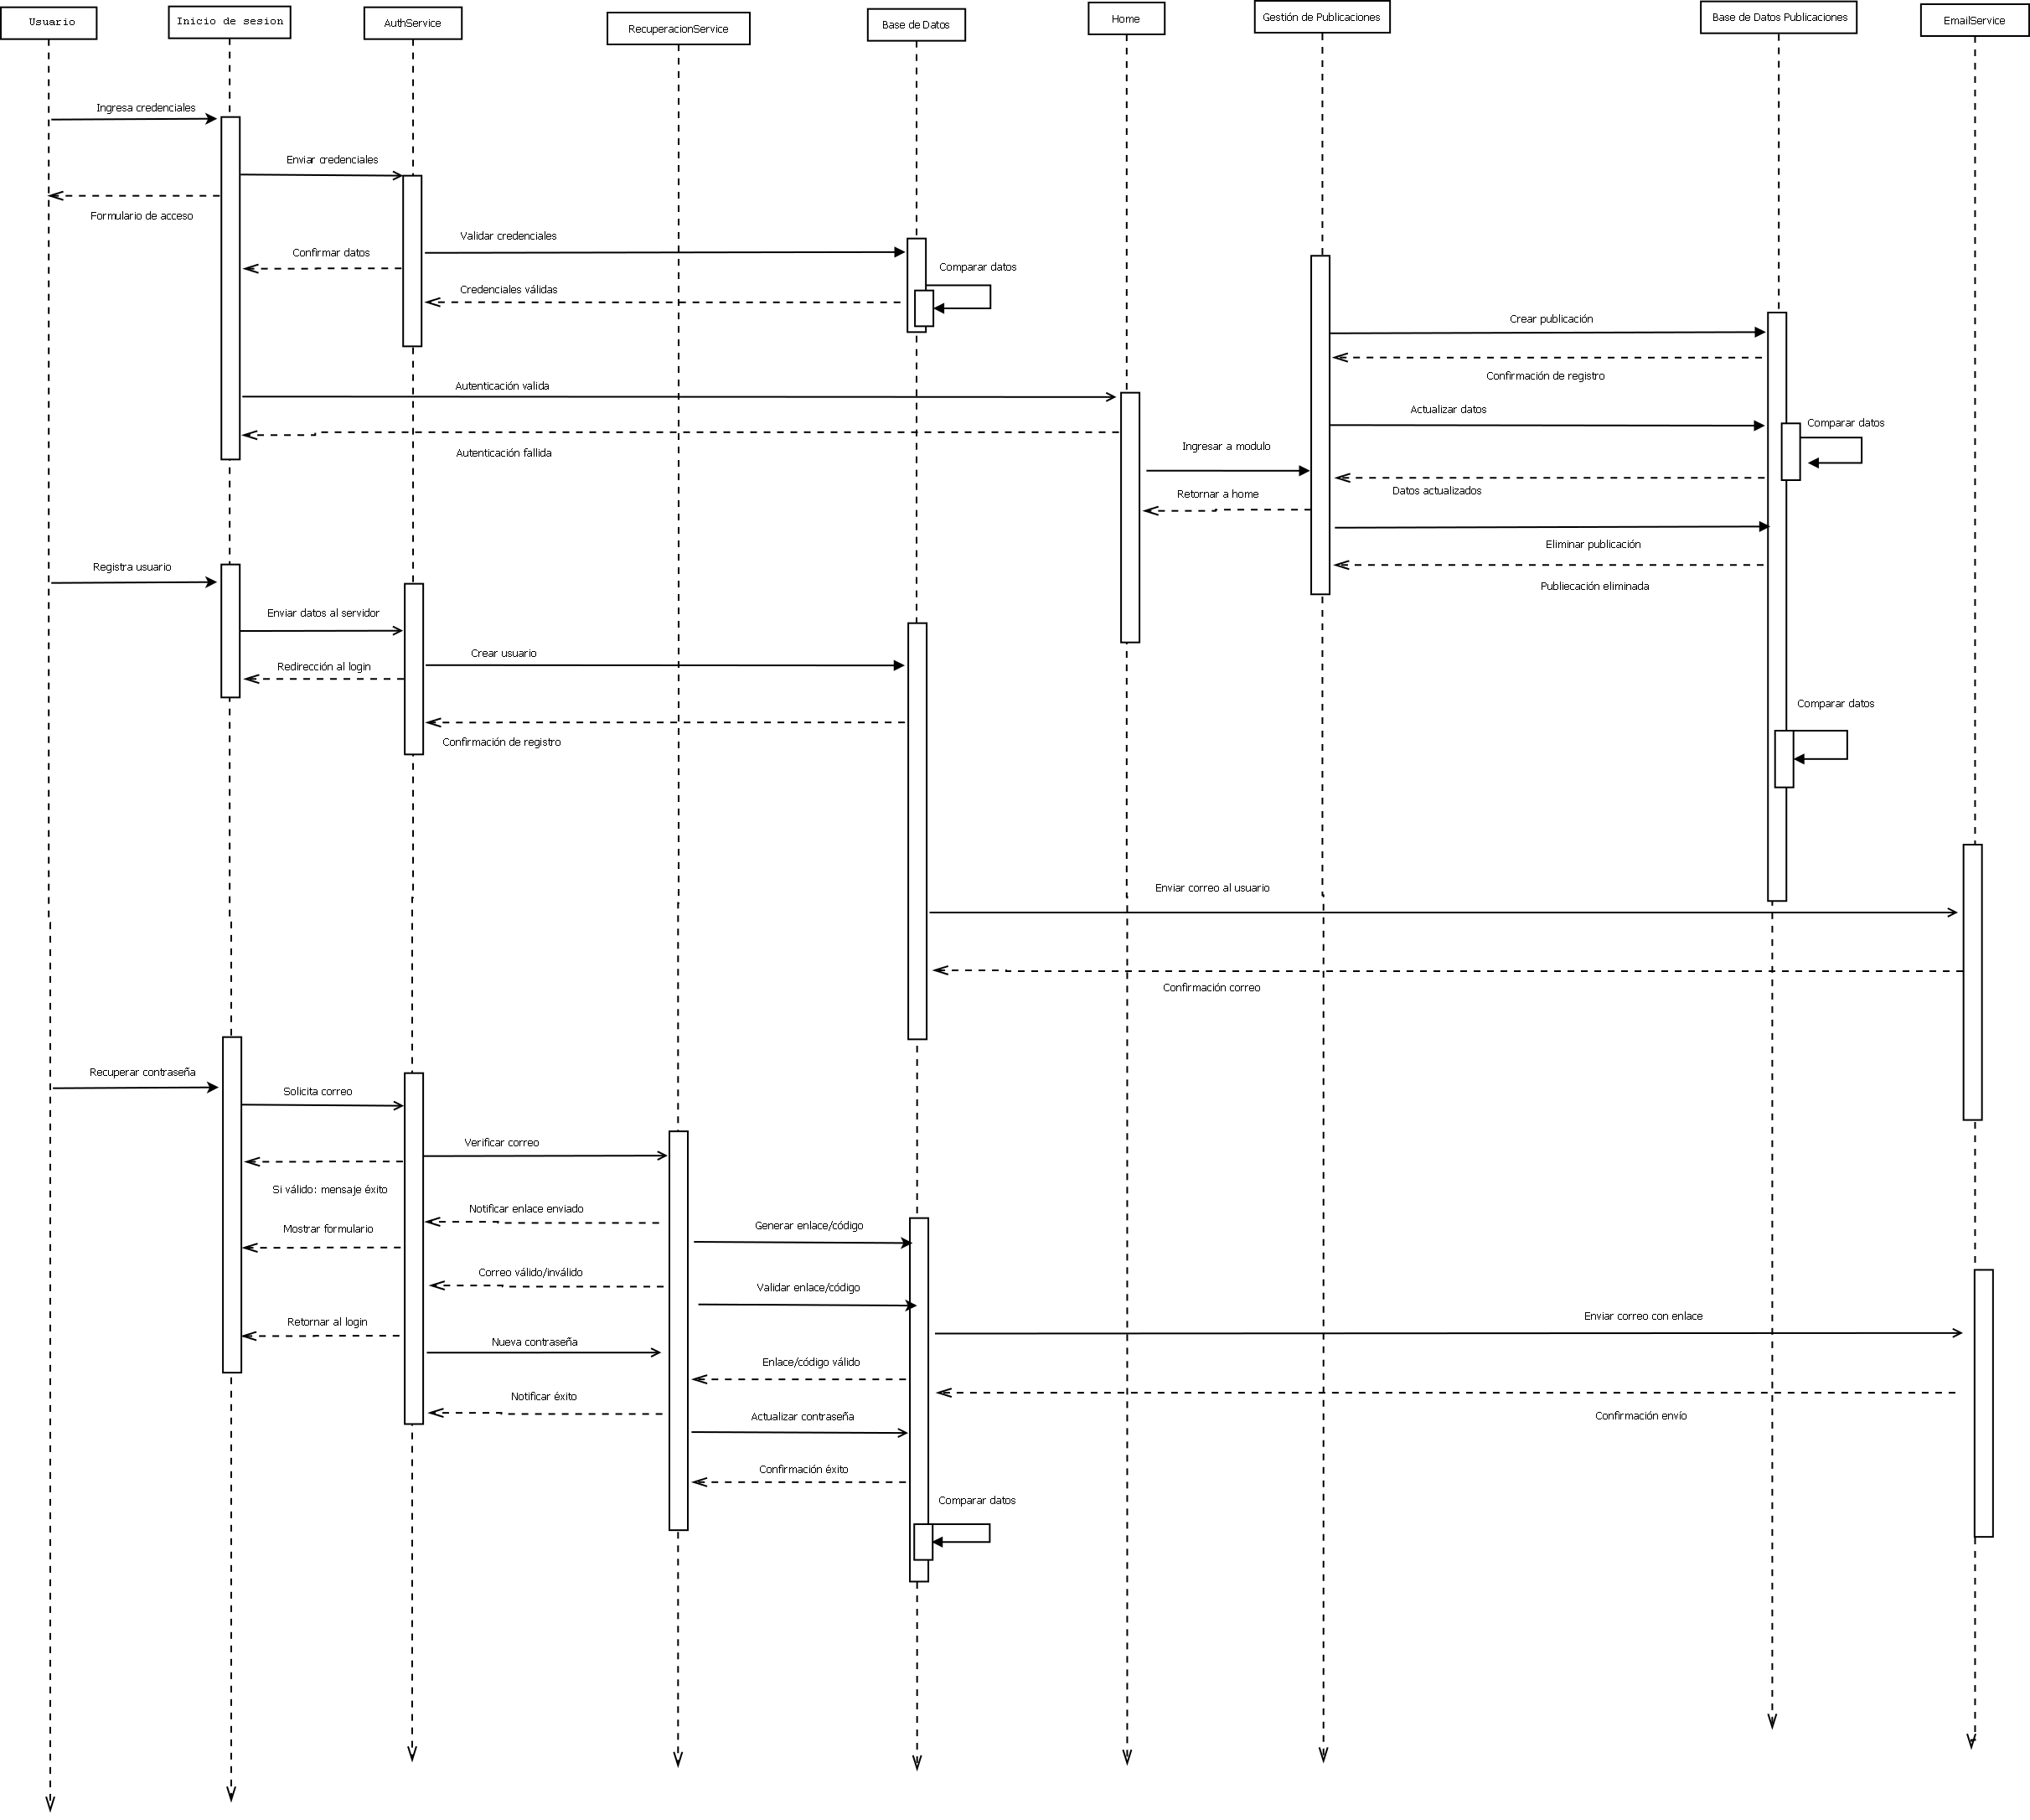 Usuario
Inicio de sesion
AuthService
RecuperacionService
Base de Datos
Home
Gestión de Publicaciones
Base de Datos Publicaciones
EmailService
Ingresa credenciales
Enviar credenciales
Formulario de acceso
Validar credenciales
Confirmar datos
Comparar datos
Credenciales válidas
Crear publicación
Confirmación de registro
Autenticación valida
Actualizar datos
Comparar datos
Ingresar a modulo
Autenticación fallida
Retornar a home
Datos actualizados
Eliminar publicación
Registra usuario
Publiecación eliminada
Enviar datos al servidor
Crear usuario
Redirección al login
Comparar datos
Confirmación de registro
Enviar correo al usuario
Confirmación correo
Recuperar contraseña
Solicita correo
Verificar correo
Si válido: mensaje éxito
Notificar enlace enviado
Mostrar formulario
Generar enlace/código
Correo válido/inválido
Validar enlace/código
Retornar al login
Enviar correo con enlace
Nueva contraseña
Enlace/código válido
Notificar éxito
Actualizar contraseña
Confirmación envío
Confirmación éxito
Comparar datos